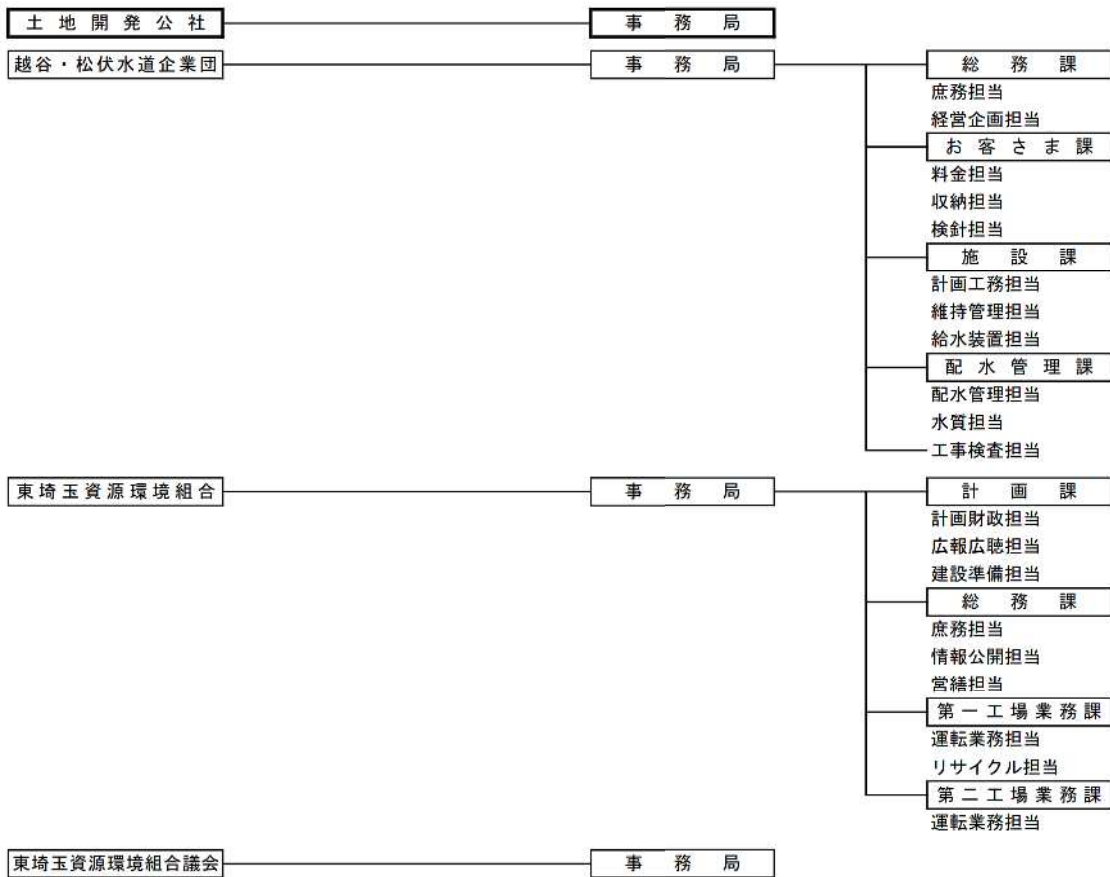 土地開発公社 事務局
越谷・松伏水道企業団 事務局 総務課
庶務担当
経営企画担当
お客さま課
料金担当
収納担当
検針担当
施設課
計画工務担当
維持管理担当
給水装置担当
配水管理課
配水管理担当
水質担当
工事検査担当
東埼玉資源環境組合 事務局 計画課
計画財政担当
広報広聴担当
建設準備担当
総務課
庶務担当
情報公開担当
営繕担当
第一工場業務課
運転業務担当
リサイクル担当
第二工場業務課
運転業務担当
東埼玉資源環境組合議会 事務局